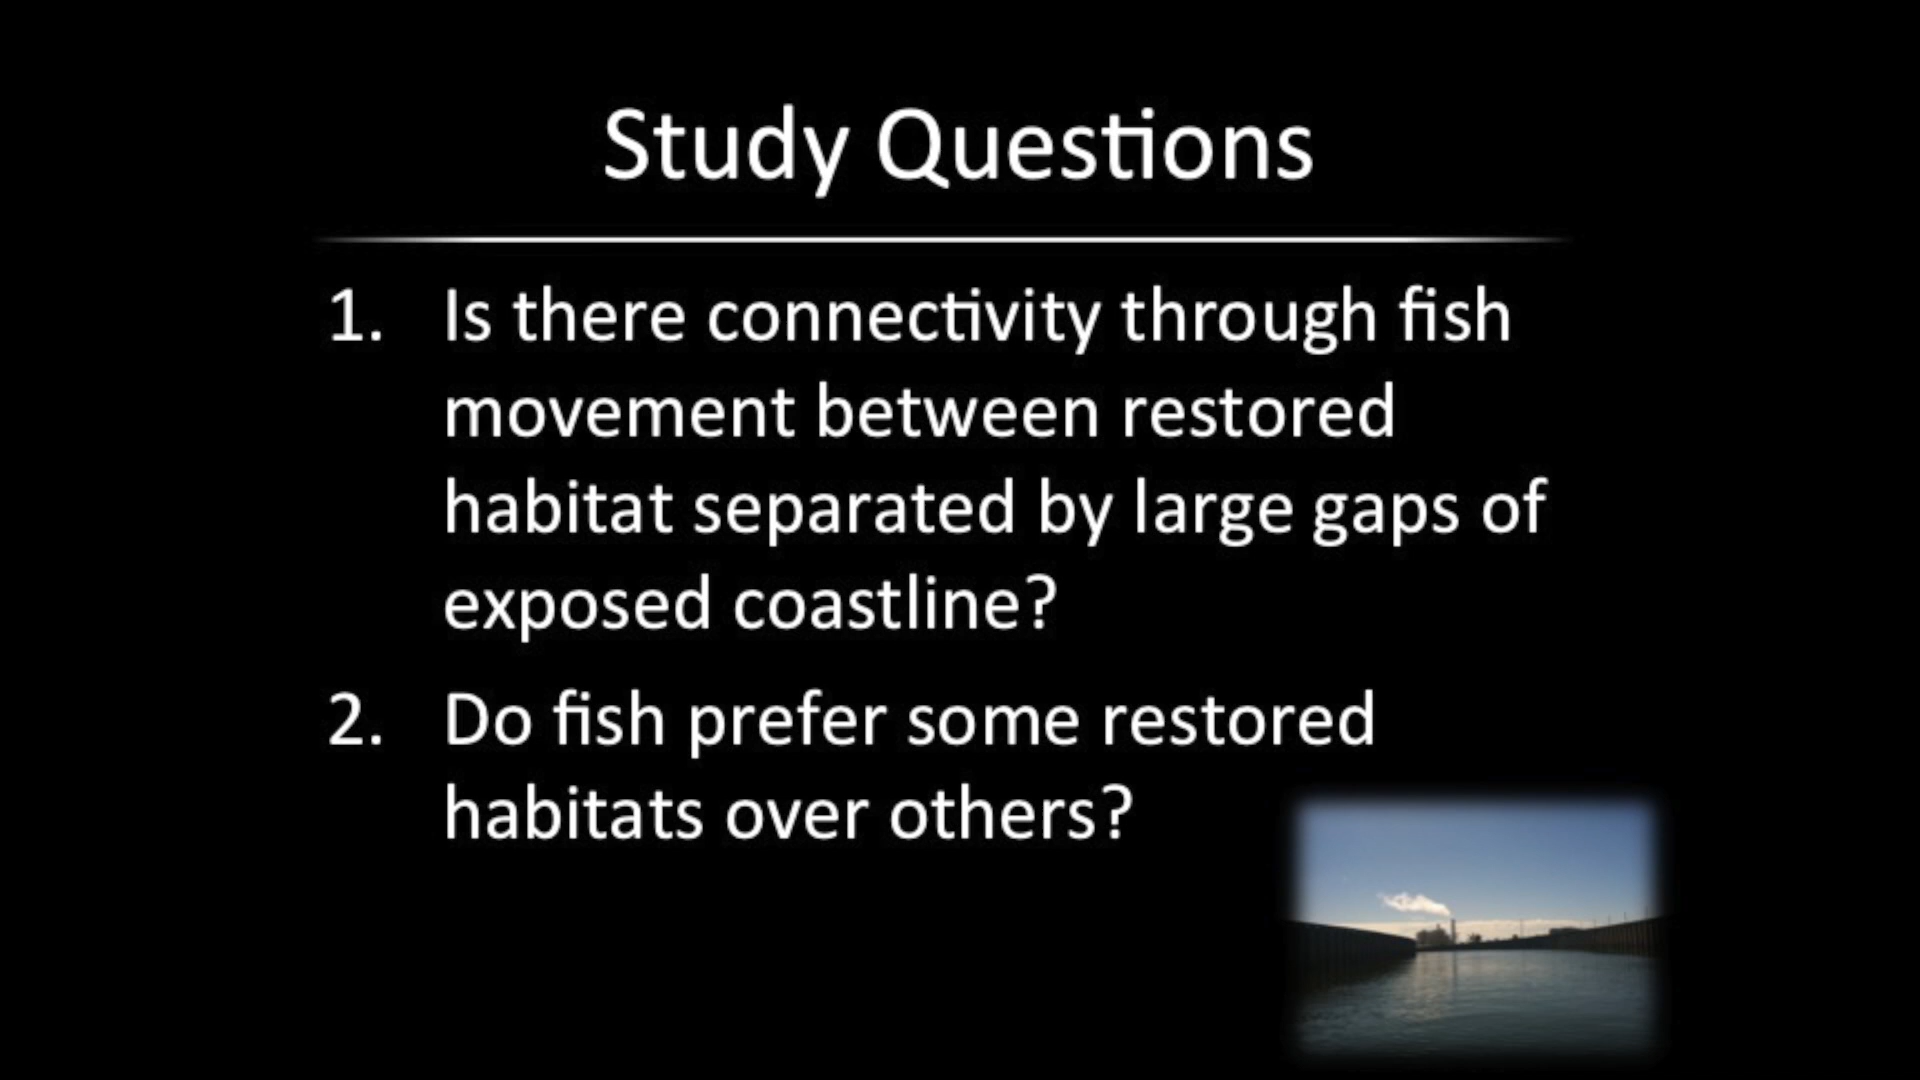 Study Questions
1. Is there connectivity through fish
movement between restored
habitat separated by large gaps of
exposed coastline?
2. Do fish prefer some restored
habitats over others?